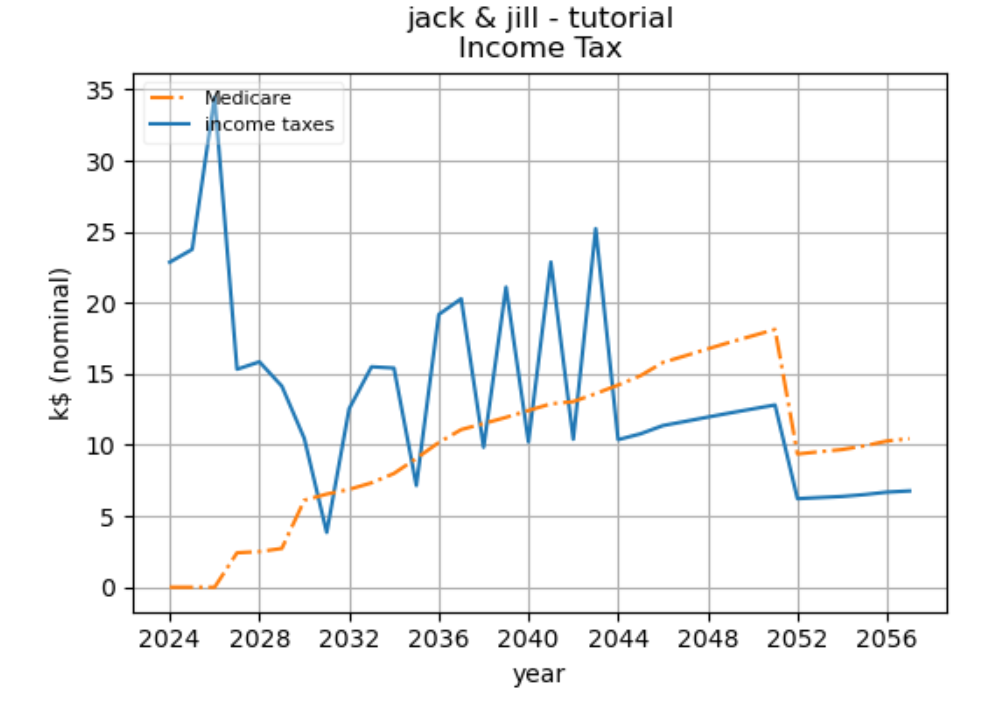 jack & jill - tutorial
Income Tax
35
30
25
20
15
10
5
0
k$ (nominal)
Medicare
income taxes
2024 2028 2032 2036 2040 2044 2048 2052 2056
year